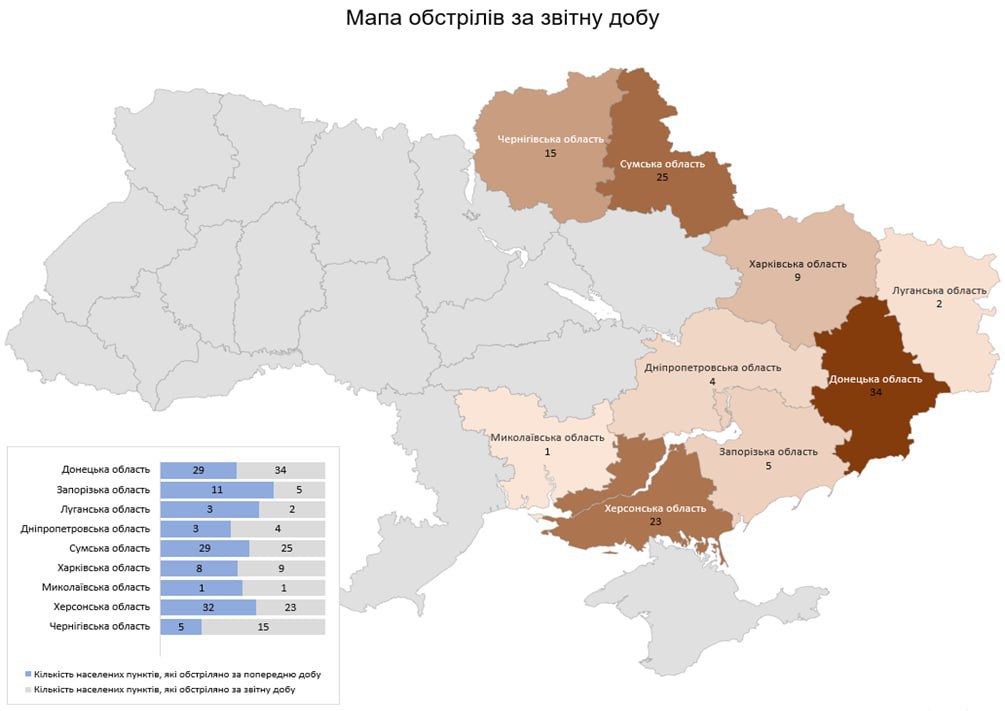 Мапа обстрілів за звітну добу
Чернігівська область
15
Сумська область
25
Харківська область
9
Луганська область
2
Дніпропетровська область
4
Донецька область
34
Миколаївська область
1
Запорізька область
5
Херсонська область
23
Донецька область 29 34
Запорізька область 11 5
Луганська область 3 2
Дніпропетровська область 3 4
Сумська область 29 25
Харківська область 8 9
Миколаївська область 1 1
Херсонська область 32 23
Чернігівська область 5 15
Кількість населених пунктів, які обстріляно за попередню добу
Кількість населених пунктів, які обстріляно за звітну добу